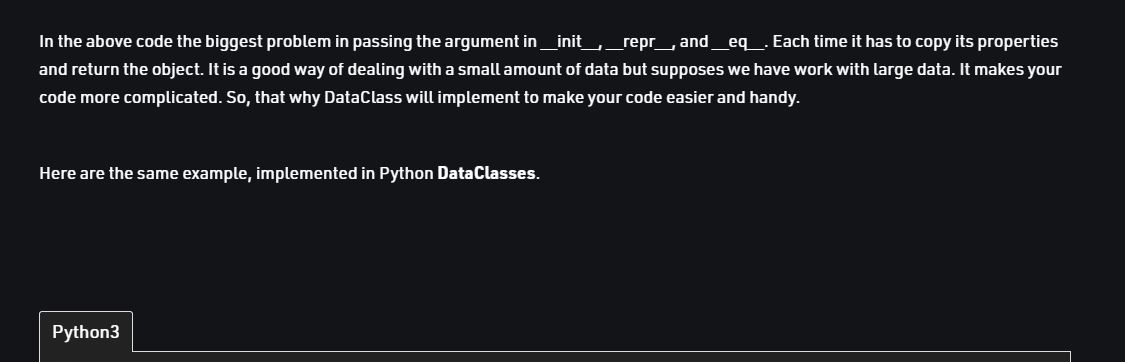 In the above code the biggest problem in passing the argument in __init__, __repr__, and __eq__. Each time it has to copy its properties
and return the object. It is a good way of dealing with a small amount of data but supposes we have work with large data. It makes your
code more complicated. So, that why DataClass will implement to make your code easier and handy.
Here are the same example, implemented in Python DataClasses.
Python3